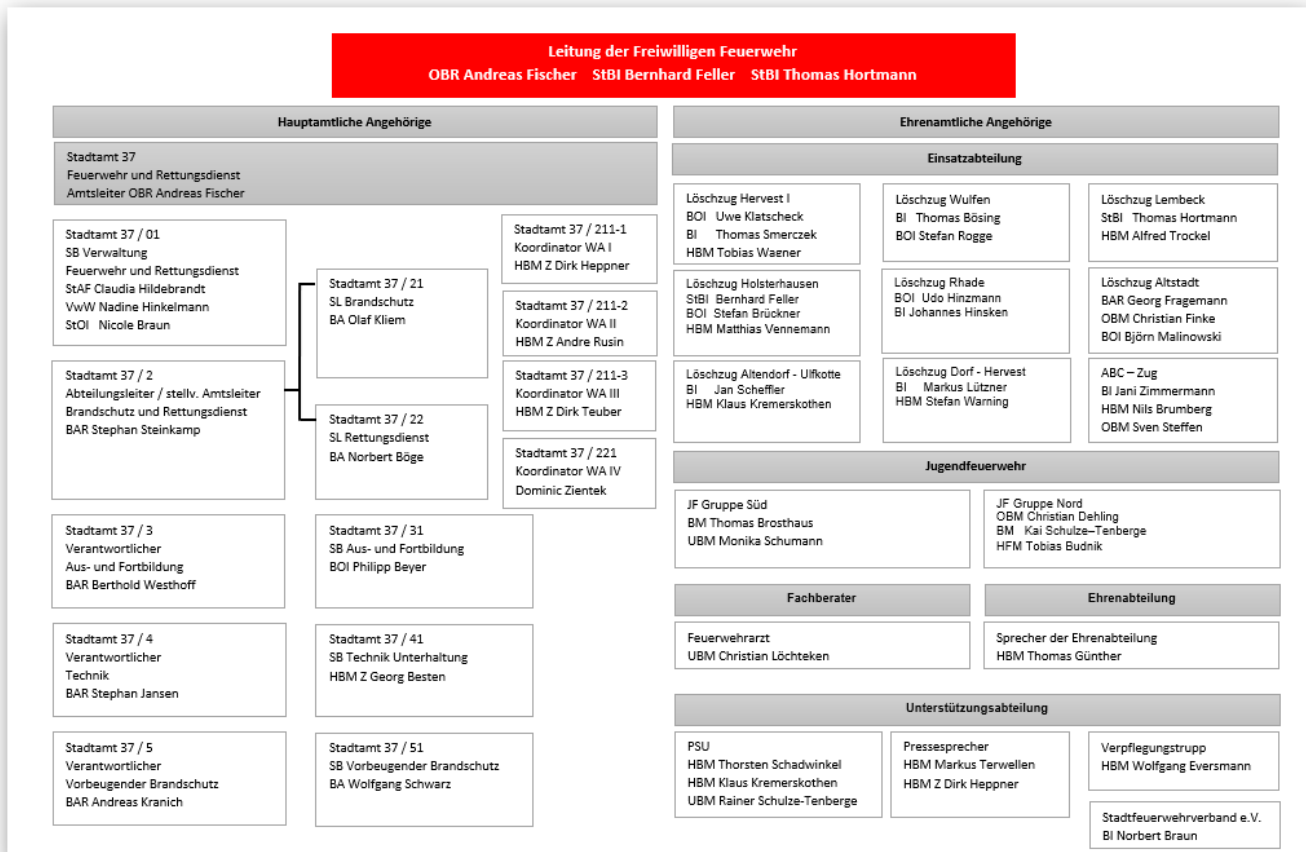 Leitung der Freiwilligen Feuerwehr
OBR Andreas Fischer StBI Bernhard Feller StBI Thomas Hortmann
Hauptamtliche Angehörige
Stadtamt 37
Feuerwehr und Rettungsdienst
Amtsleiter OBR Andreas Fischer
Stadtamt 37 / 01
SB Verwaltung
Feuerwehr und Rettungsdienst
StAF Claudia Hildebrandt
VwW Nadine Hinkelmann
StOI Nicole Braun
Stadtamt 37 / 2
Abteilungsleiter / stellv. Amtsleiter
Brandschutz und Rettungsdienst
BAR Stephan Steinkamp
Stadtamt 37 / 21
SL Brandschutz
BA Olaf Kliem
Stadtamt 37 / 22
SL Rettungsdienst
BA Norbert Böge
Stadtamt 37 / 211-1
Koordinator WA I
HBM Z Dirk Heppner
Stadtamt 37 / 211-2
Koordinator WA II
HBM Z Andre Rusin
Stadtamt 37 / 211-3
Koordinator WA III
HBM Z Dirk Teuber
Stadtamt 37 / 221
Koordinator WA IV
Dominic Zientek
Stadtamt 37 / 3
Verantwortlicher
Aus- und Fortbildung
BAR Berthold Westhoff
Stadtamt 37 / 31
SB Aus- und Fortbildung
BOI Philipp Beyer
Stadtamt 37 / 4
Verantwortlicher
Technik
BAR Stephan Jansen
Stadtamt 37 / 41
SB Technik Unterhaltung
HBM Z Georg Besten
Stadtamt 37 / 5
Verantwortlicher
Vorbeugender Brandschutz
BAR Andreas Kranich
Stadtamt 37 / 51
SB Vorbeugender Brandschutz
BA Wolfgang Schwarz
Ehrenamtliche Angehörige
Einsatzabteilung
Löschzug Hervest I
BOI Uwe Klatscheck
BI Thomas Smerczek
HBM Tobias Wagner
Löschzug Wulfen
BI Thomas Bösing
BOI Stefan Rogge
Löschzug Lembeck
StBI Thomas Hortmann
HBM Alfred Trockel
Löschzug Holsterhausen
StBI Bernhard Feller
BOI Stefan Brückner
HBM Matthias Vennemann
Löschzug Rhade
BOI Udo Hinzmann
BI Johannes Hinsken
Löschzug Altstadt
BAR Georg Fragemann
OBM Christian Finke
BOI Björn Malinowski
Löschzug Altendorf - Ulfkotte
BI Jan Scheffler
HBM Klaus Kremerskothen
Löschzug Dorf - Hervest
BI Markus Lützner
HBM Stefan Warning
ABC – Zug
BI Jani Zimmermann
HBM Nils Brumberg
OBM Sven Steffen
Jugendfeuerwehr
JF Gruppe Süd
BM Thomas Brosthaus
UBM Monika Schumann
JF Gruppe Nord
OBM Christian Dehling
BM Kai Schulze–Tenberge
HFM Tobias Budnik
Fachberater
Feuerwehrarzt
UBM Christian Löchteken
Ehrenabteilung
Sprecher der Ehrenabteilung
HBM Thomas Günther
Unterstützungsabteilung
PSU
HBM Thorsten Schadwinkel
HBM Klaus Kremerskothen
UBM Rainer Schulze-Tenberge
Pressesprecher
HBM Markus Terwellen
HBM Z Dirk Heppner
Verpflegungstrupp
HBM Wolfgang Eversmann
Stadtfeuerwehrverband e.V.
BI Norbert Braun